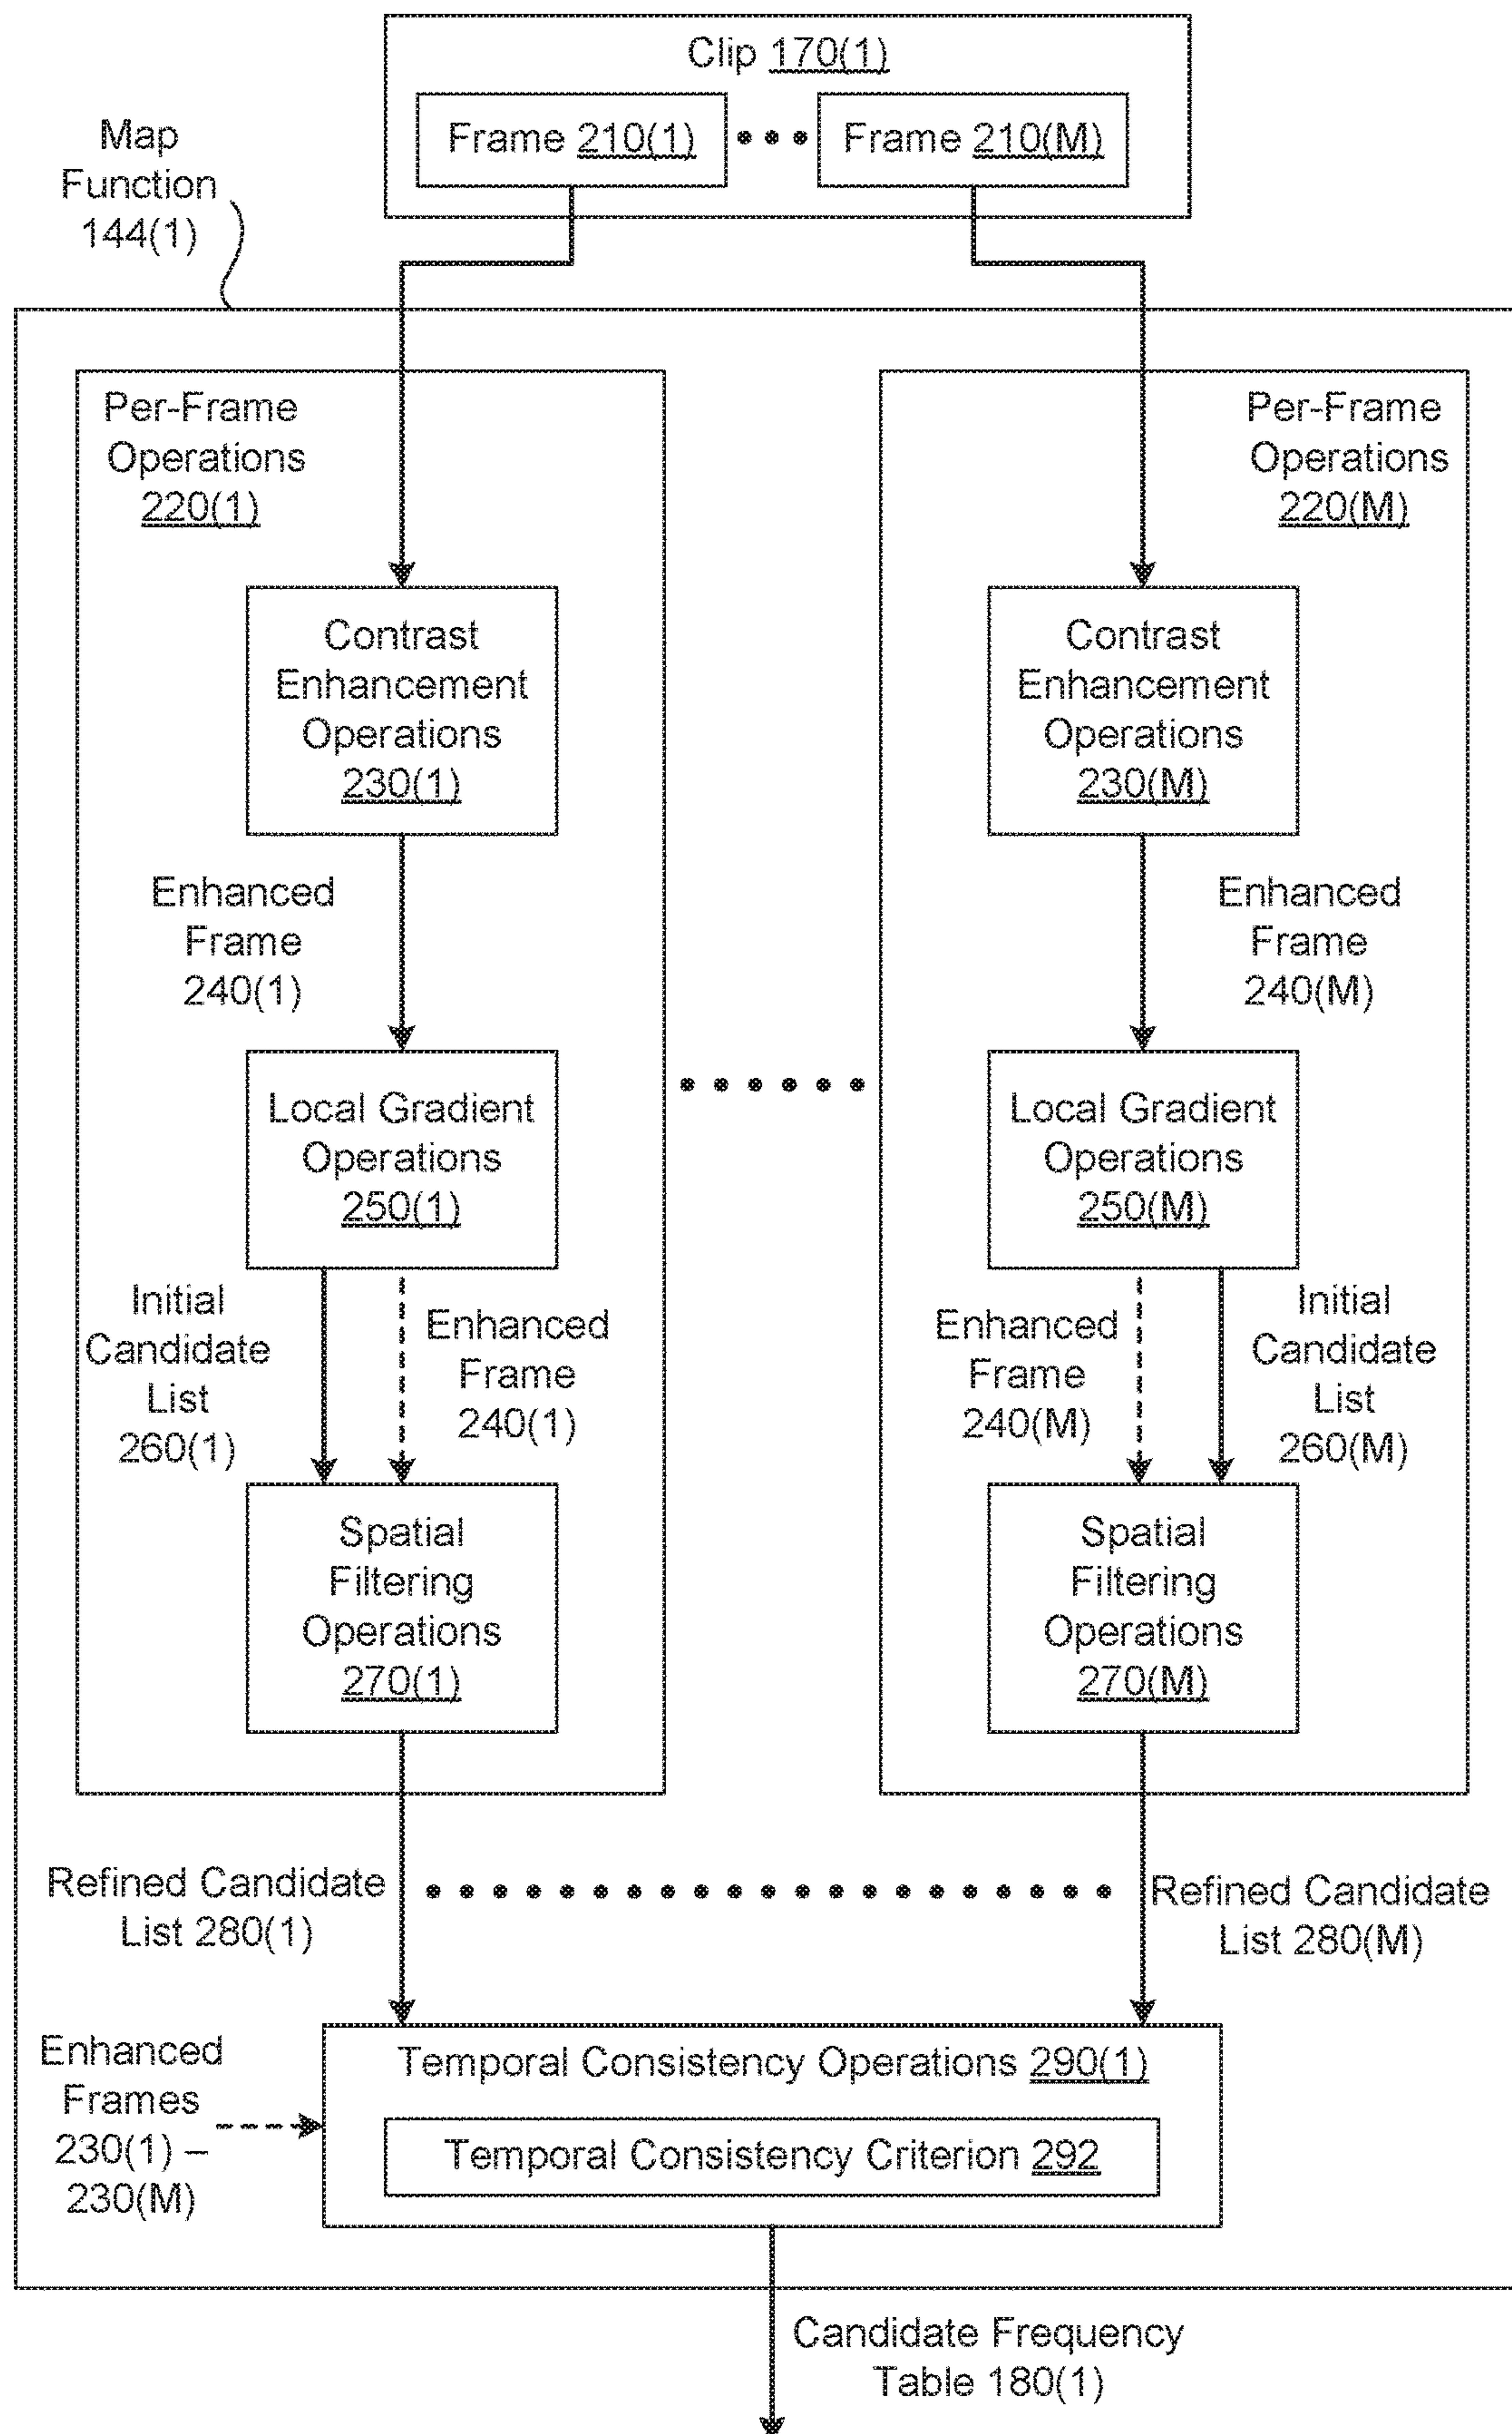 Clip 170(1)
Frame 210(1)
Frame 210(M)
Map
Function
144(1)
Per-Frame
Operations
220(1)
Per-Frame
Operations
220(M)
Contrast
Enhancement
Operations
230(1)
Contrast
Enhancement
Operations
230(M)
Enhanced
Frame
240(1)
Enhanced
Frame
240(M)
Local Gradient
Operations
250(1)
Local Gradient
Operations
250(M)
Initial
Candidate
List
260(1)
Enhanced
Frame
240(1)
Enhanced
Frame
240(M)
Initial
Candidate
List
260(M)
Spatial
Filtering
Operations
270(1)
Spatial
Filtering
Operations
270(M)
Refined Candidate
List 280(1)
Refined Candidate
List 280(M)
Enhanced
Frames
230(1) –
230(M)
Temporal Consistency Operations 290(1)
Temporal Consistency Criterion 292
Candidate Frequency
Table 180(1)